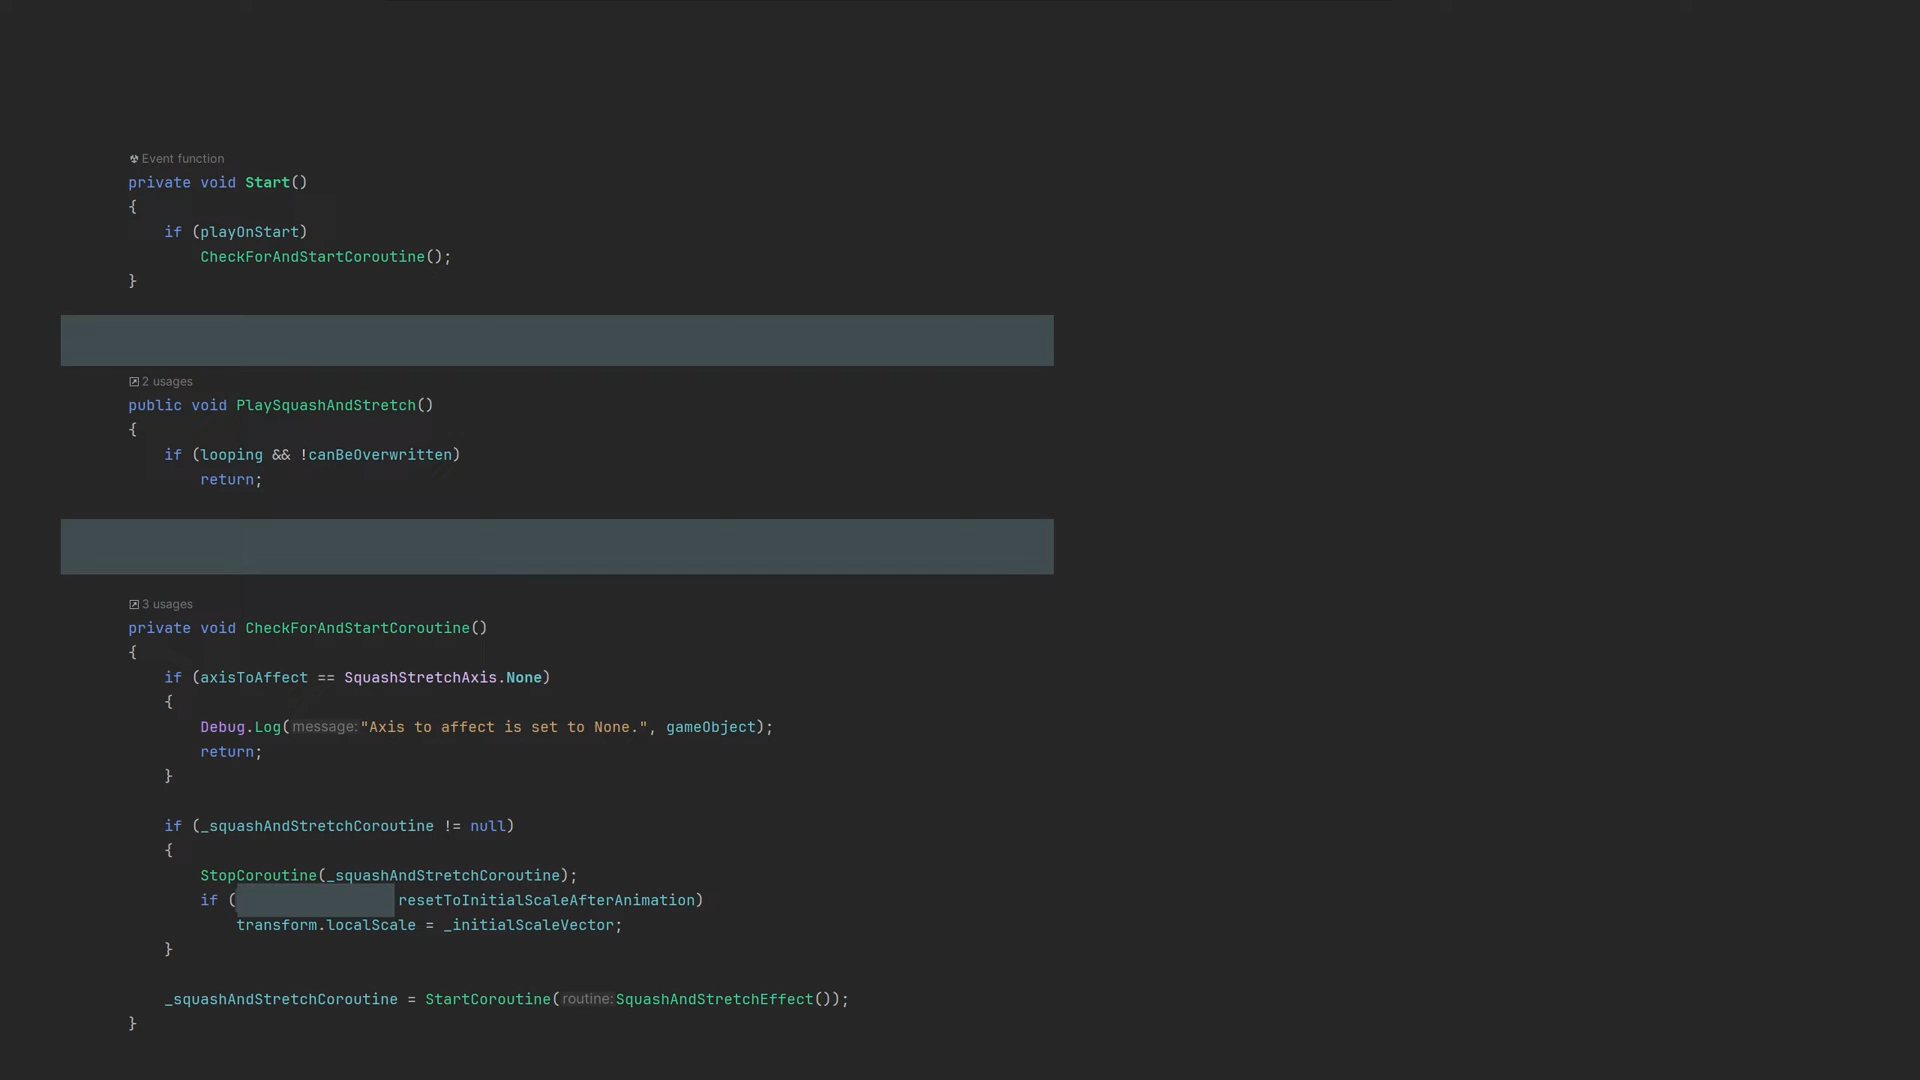 Event function
private void Start()
{
    if (playOnStart)
        CheckForAndStartCoroutine();
}
2 usages
public void PlaySquashAndStretch()
{
    if (looping && !canBeOverwritten)
        return;
3 usages
private void CheckForAndStartCoroutine()
{
    if (axisToAffect == SquashStretchAxis.None)
    {
        Debug.Log(message:"Axis to affect is set to None.", gameObject);
        return;
    }
    if (_squashAndStretchCoroutine != null)
    {
        StopCoroutine(_squashAndStretchCoroutine);
        if ( resetToInitialScaleAfterAnimation)
            transform.localScale = _initialScaleVector;
    }
    _squashAndStretchCoroutine = StartCoroutine(routine:SquashAndStretchEffect());
}